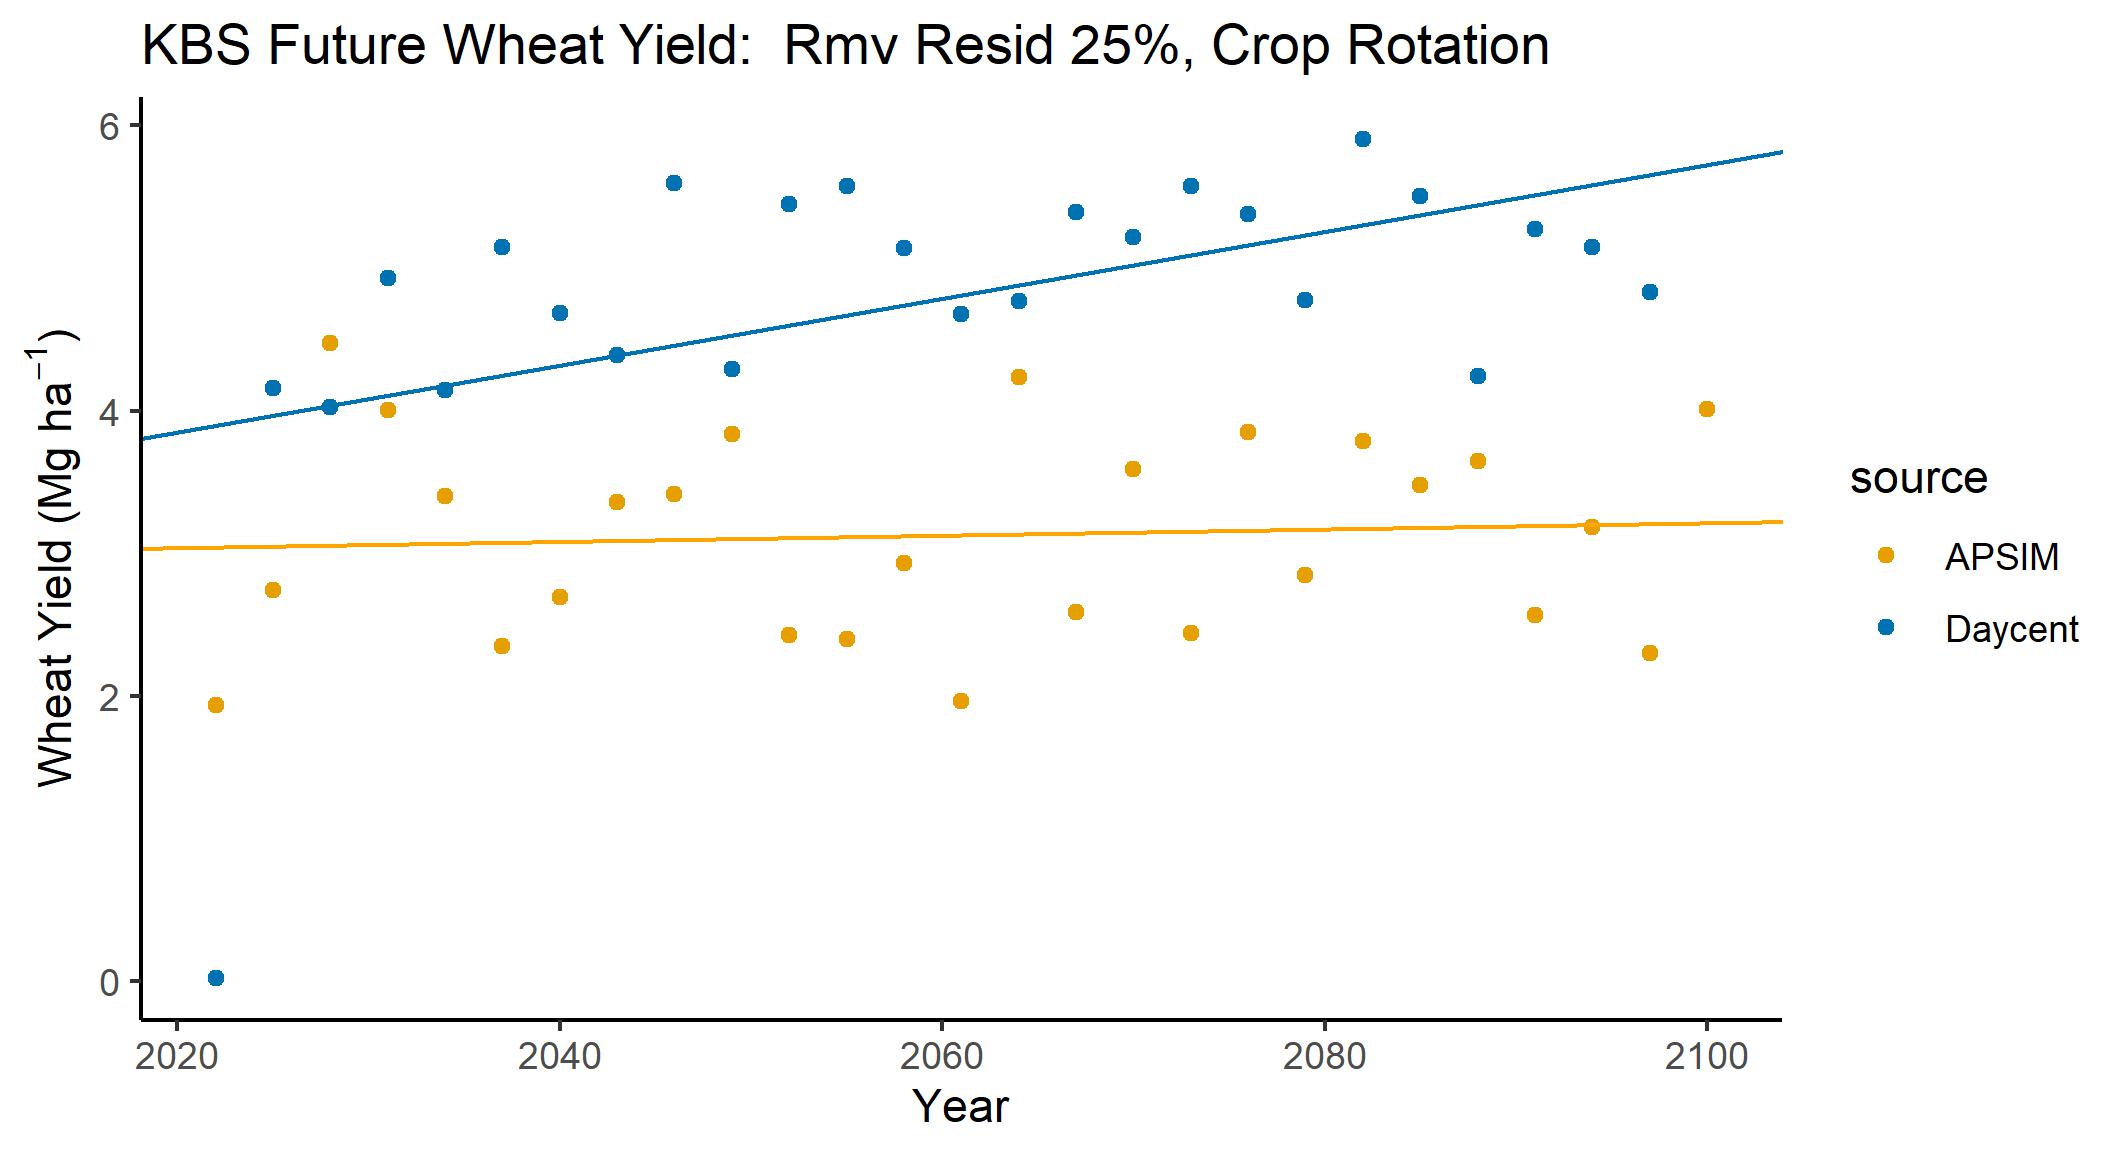 KBS Future Wheat Yield:  Rmv Resid 25%, Crop Rotation
Wheat Yield (Mg ha⁻¹)
6
4
2
0
2020 2040 2060 2080 2100
Year
source
APSIM
Daycent